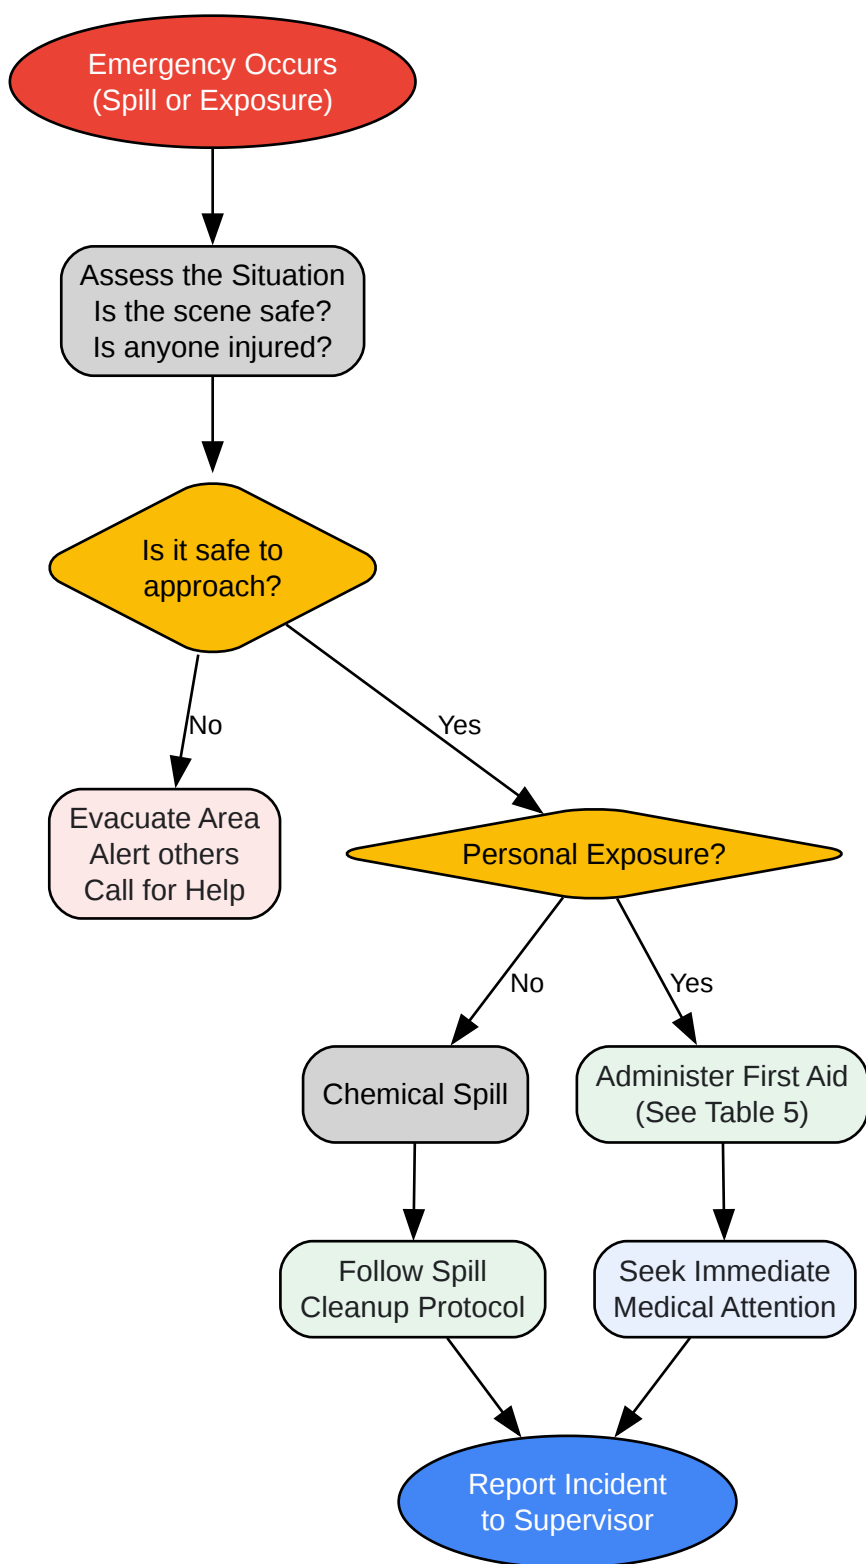 Emergency Occurs
(Spill or Exposure)
Assess the Situation
Is the scene safe?
Is anyone injured?
Is it safe to
approach?
No
Yes
Evacuate Area
Alert others
Call for Help
Personal Exposure?
No
Yes
Chemical Spill
Administer First Aid
(See Table 5)
Follow Spill
Cleanup Protocol
Seek Immediate
Medical Attention
Report Incident
to Supervisor